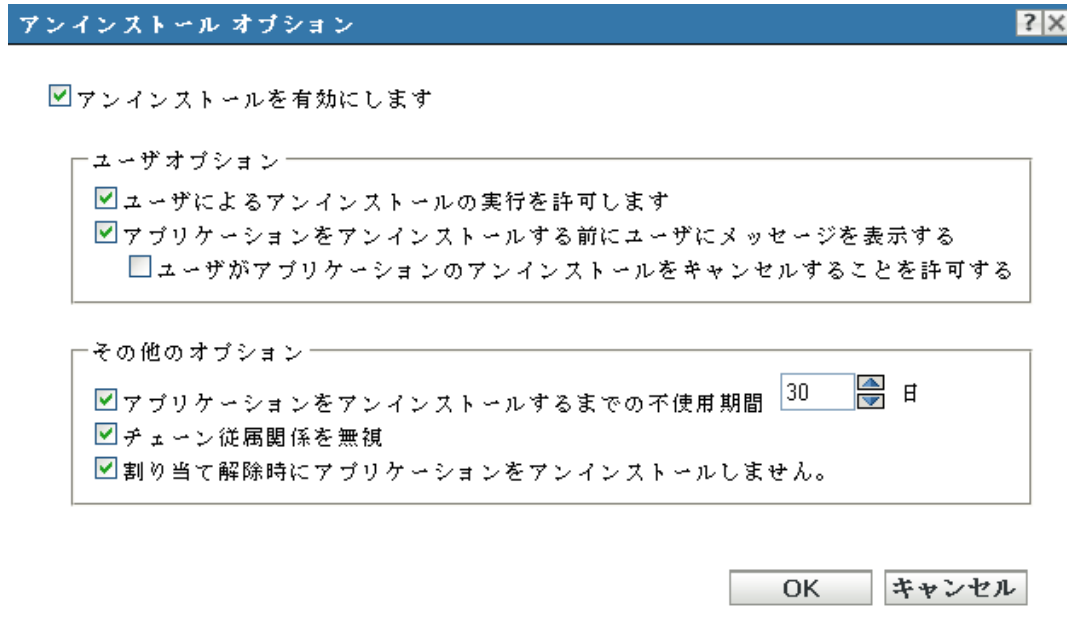 アンインストール オプション
アンインストールを有効にします
ユーザオプション
ユーザによるアンインストールの実行を許可します
アプリケーションをアンインストールする前にユーザにメッセージを表示する
ユーザがアプリケーションのアンインストールをキャンセルすることを許可する
その他のオプション
アプリケーションをアンインストールするまでの不使用期間 30 日
チェーン従属関係を無視
割り当て解除時にアプリケーションをアンインストールしません。
OK キャンセル